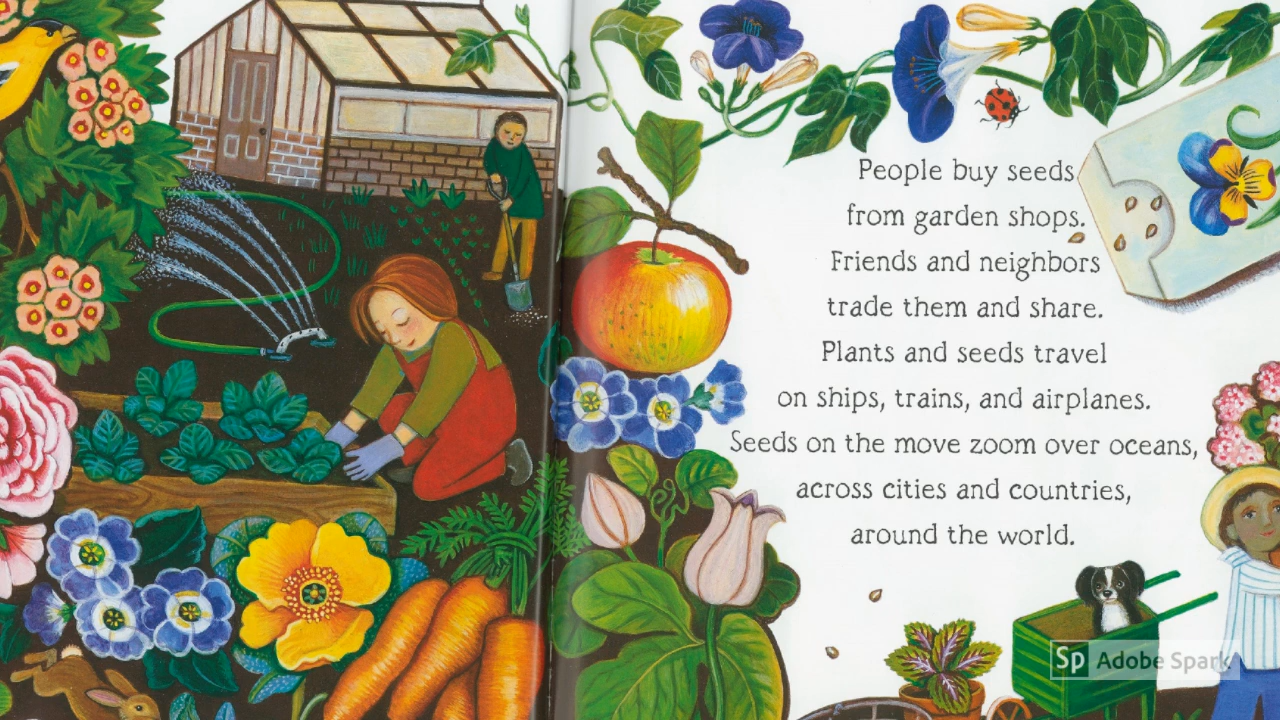 People buy seeds
from garden shops.
Friends and neighbors
trade them and share.
Plants and seeds travel
on ships, trains, and airplanes.
Seeds on the move zoom over oceans,
across cities and countries,
around the world.
Sp Adobe Spark